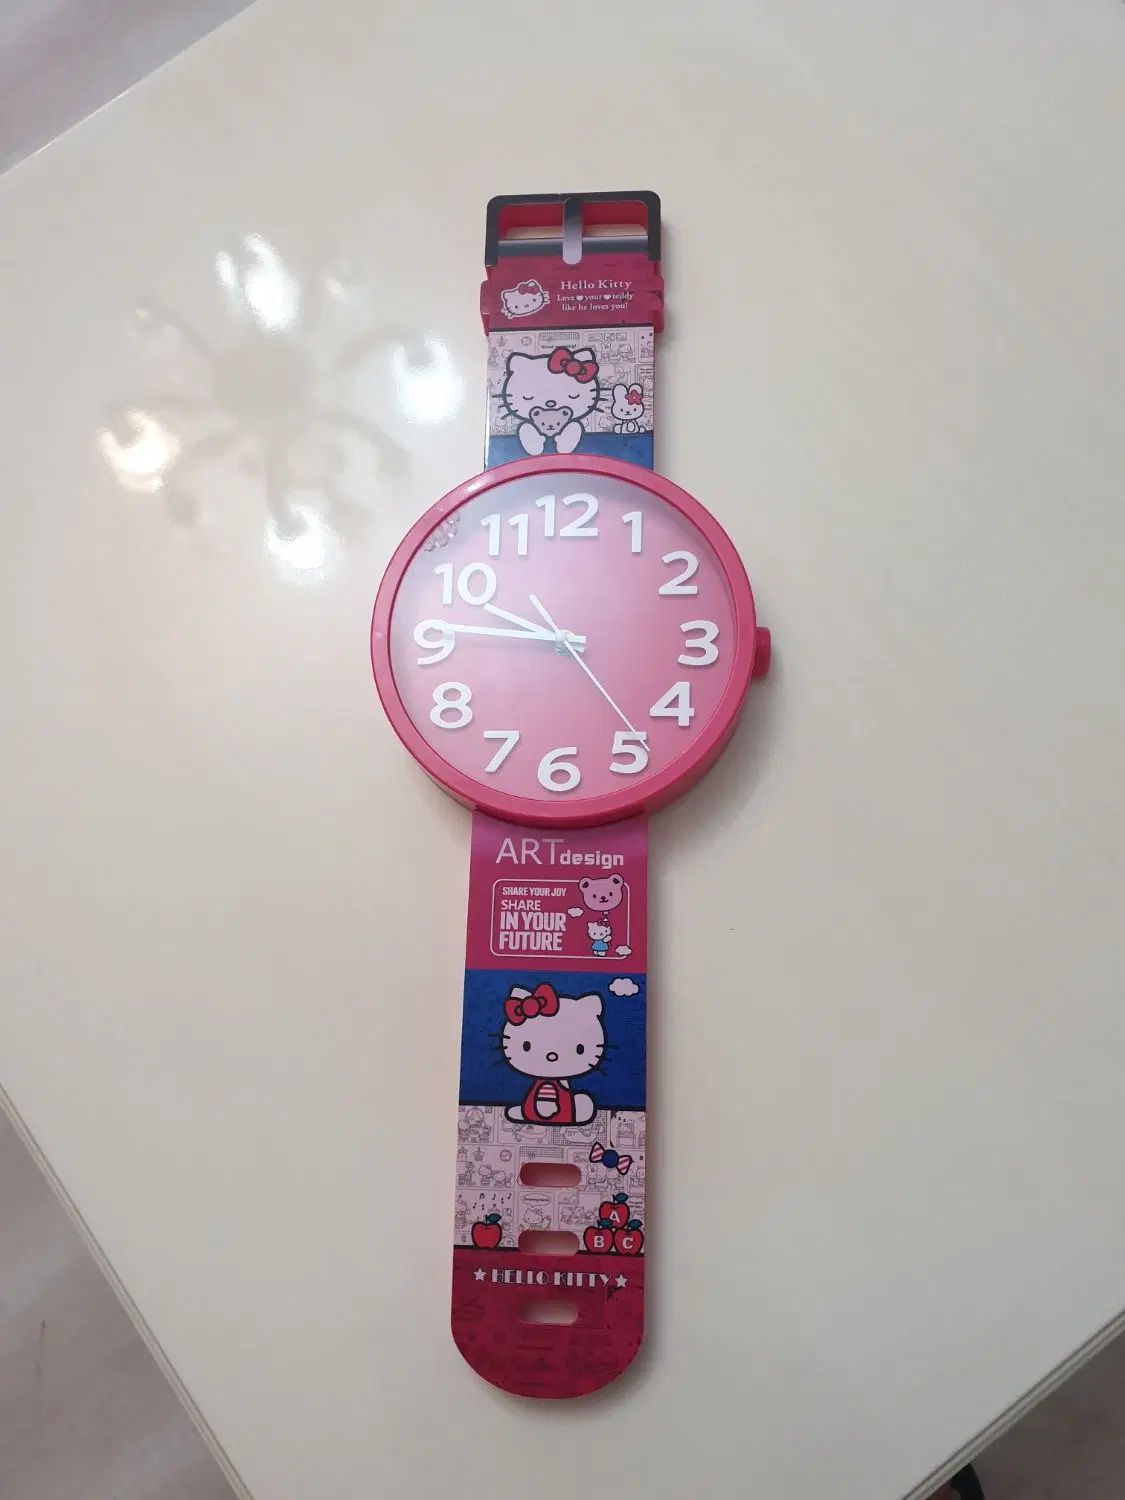 Hello Kitty
Love your teddy
like he loves you!
12
11
1
10
2
9
3
8
4
7
5
6
ARTdesign
SHARE YOUR JOY
SHARE
IN YOUR
FUTURE
A
B C
HELLO KITTY